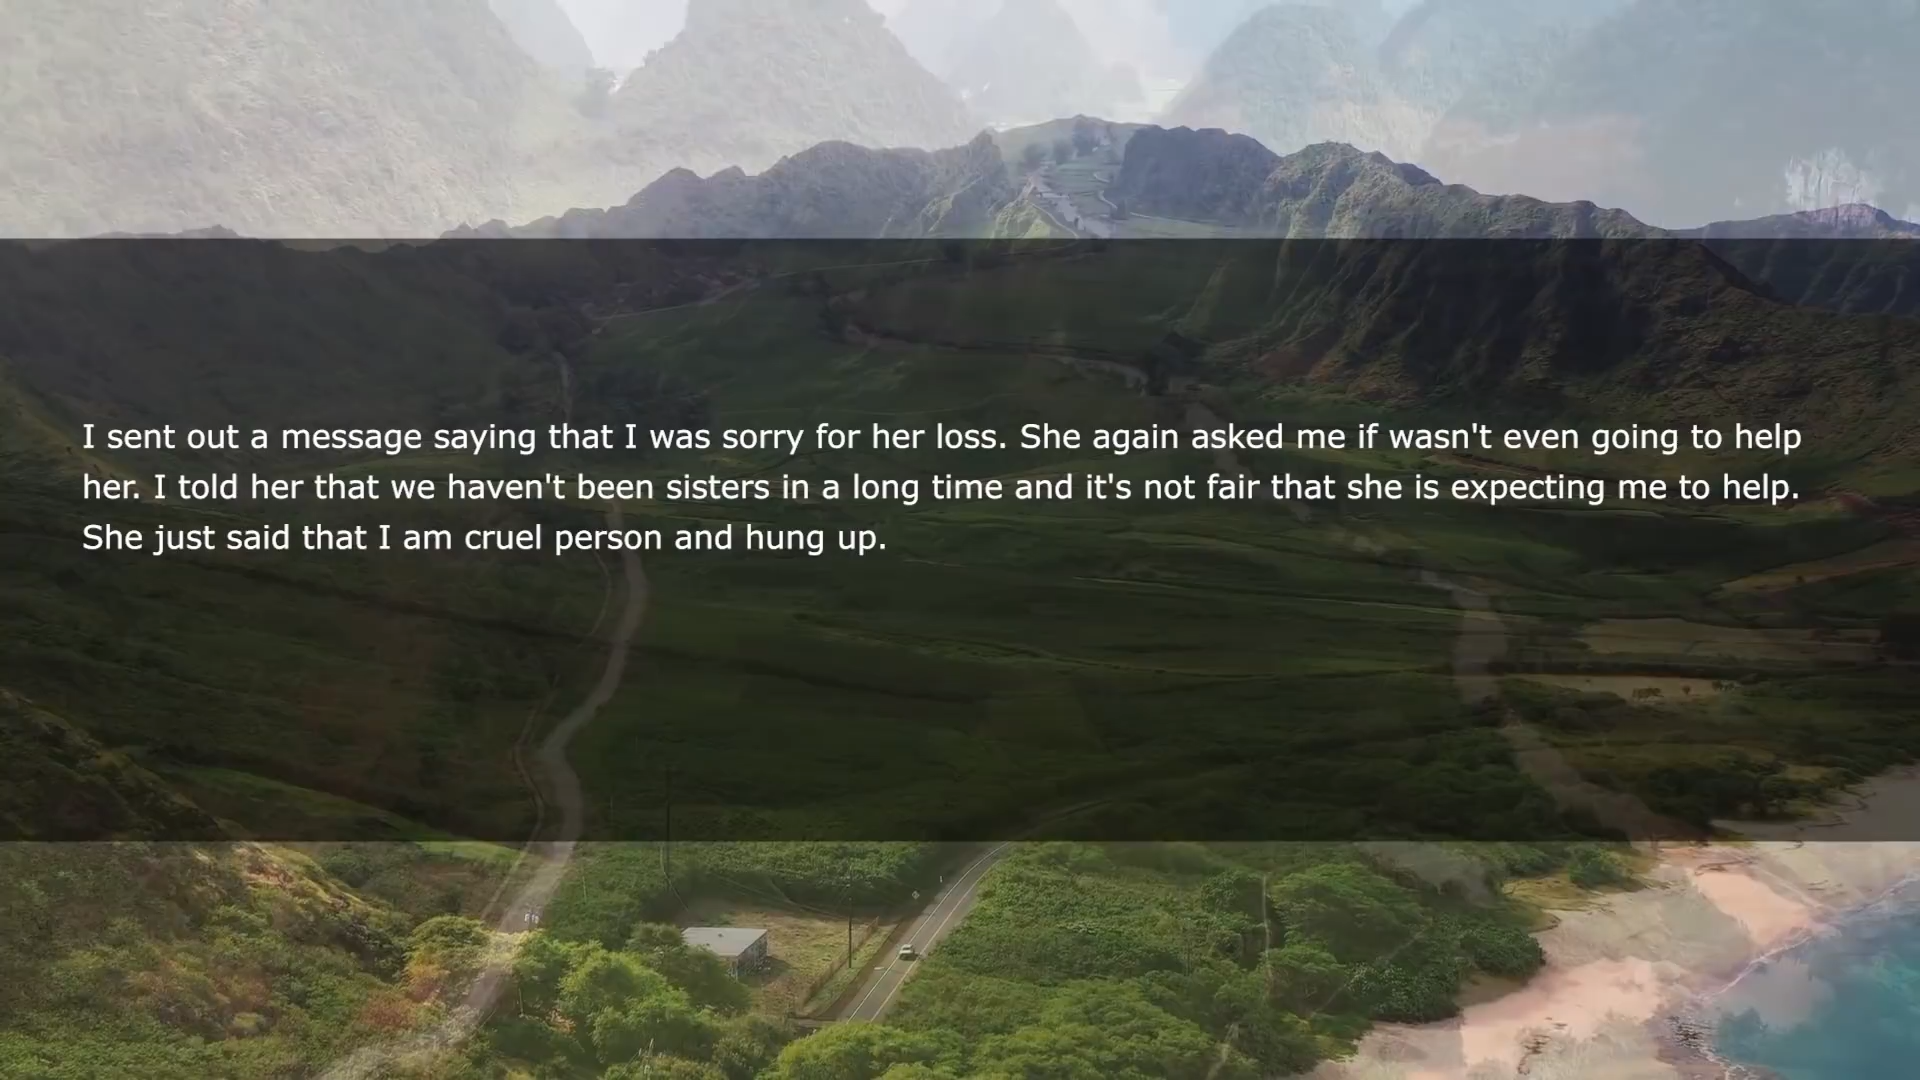 I sent out a message saying that I was sorry for her loss. She again asked me if wasn't even going to help
her. I told her that we haven't been sisters in a long time and it's not fair that she is expecting me to help.
She just said that I am cruel person and hung up.